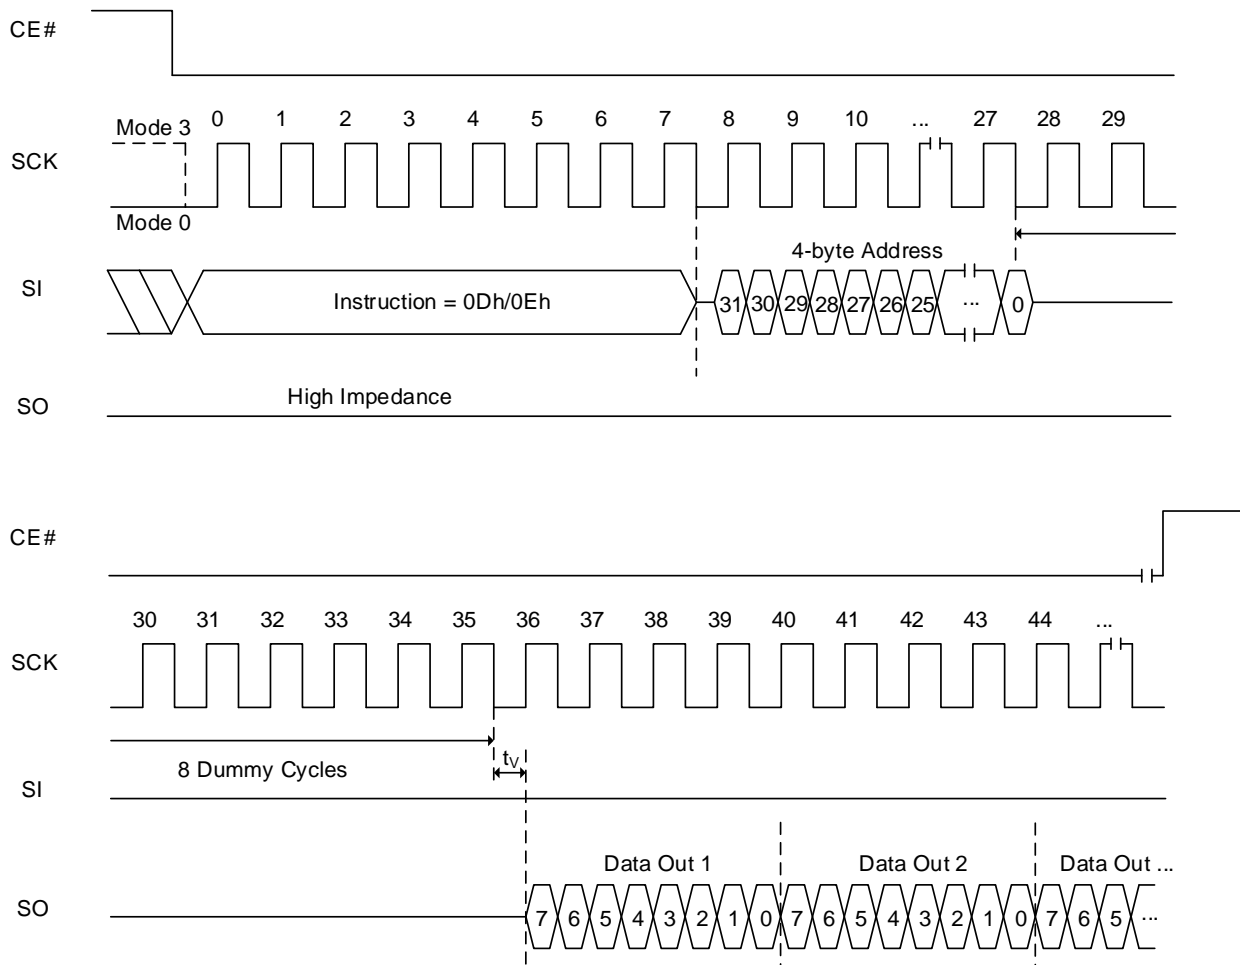 CE#
0 1 2 3 4 5 6 7 8 9 10 ... 27 28 29
Mode 3
SCK
Mode 0
4-byte Address
SI
Instruction = 0Dh/0Eh
31 30 29 28 27 26 25 ... 0
High Impedance
SO
CE#
30 31 32 33 34 35 36 37 38 39 40 41 42 43 44 ...
SCK
8 Dummy Cycles
tV
SI
Data Out 1 Data Out 2 Data Out ...
SO
7 6 5 4 3 2 1 0 7 6 5 4 3 2 1 0 7 6 5 ...